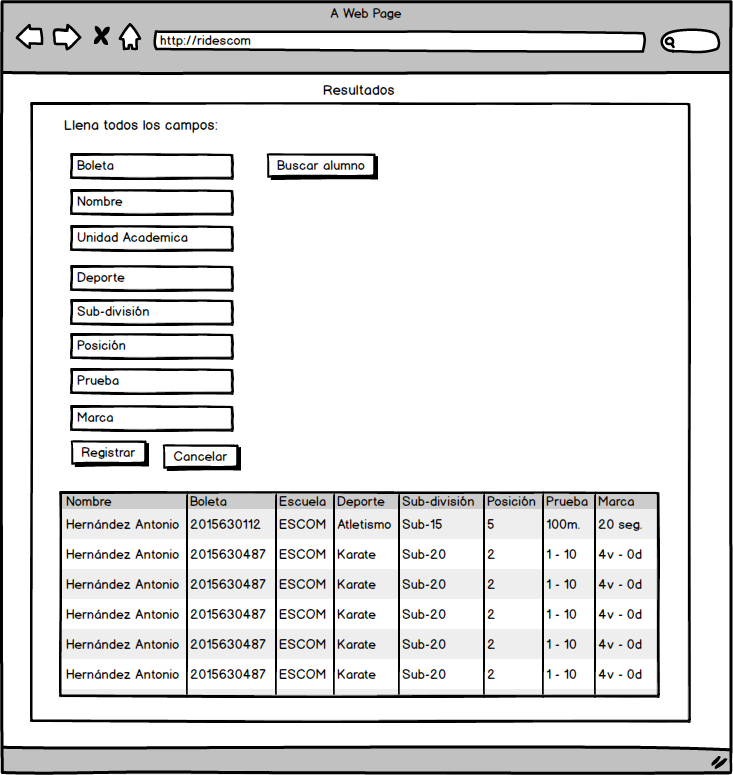 A Web Page
http://ridescom
Resultados
Llena todos los campos:
Boleta
Buscar alumno
Nombre
Unidad Academica
Deporte
Sub-división
Posición
Prueba
Marca
Registrar Cancelar
Nombre Boleta Escuela Deporte Sub-división Posición Prueba Marca
Hernández Antonio 2015630112 ESCOM Atletismo Sub-15 5 100m. 20 seg.
Hernández Antonio 2015630487 ESCOM Karate Sub-20 2 1 - 10 4v - 0d
Hernández Antonio 2015630487 ESCOM Karate Sub-20 2 1 - 10 4v - 0d
Hernández Antonio 2015630487 ESCOM Karate Sub-20 2 1 - 10 4v - 0d
Hernández Antonio 2015630487 ESCOM Karate Sub-20 2 1 - 10 4v - 0d
Hernández Antonio 2015630487 ESCOM Karate Sub-20 2 1 - 10 4v - 0d